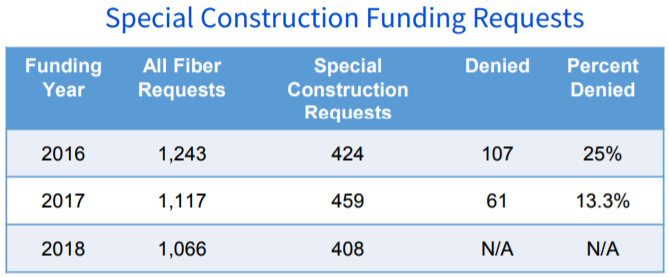 Special Construction Funding Requests
Funding Year All Fiber Requests Special Construction Requests Denied Percent Denied
2016 1,243 424 107 25%
2017 1,117 459 61 13.3%
2018 1,066 408 N/A N/A